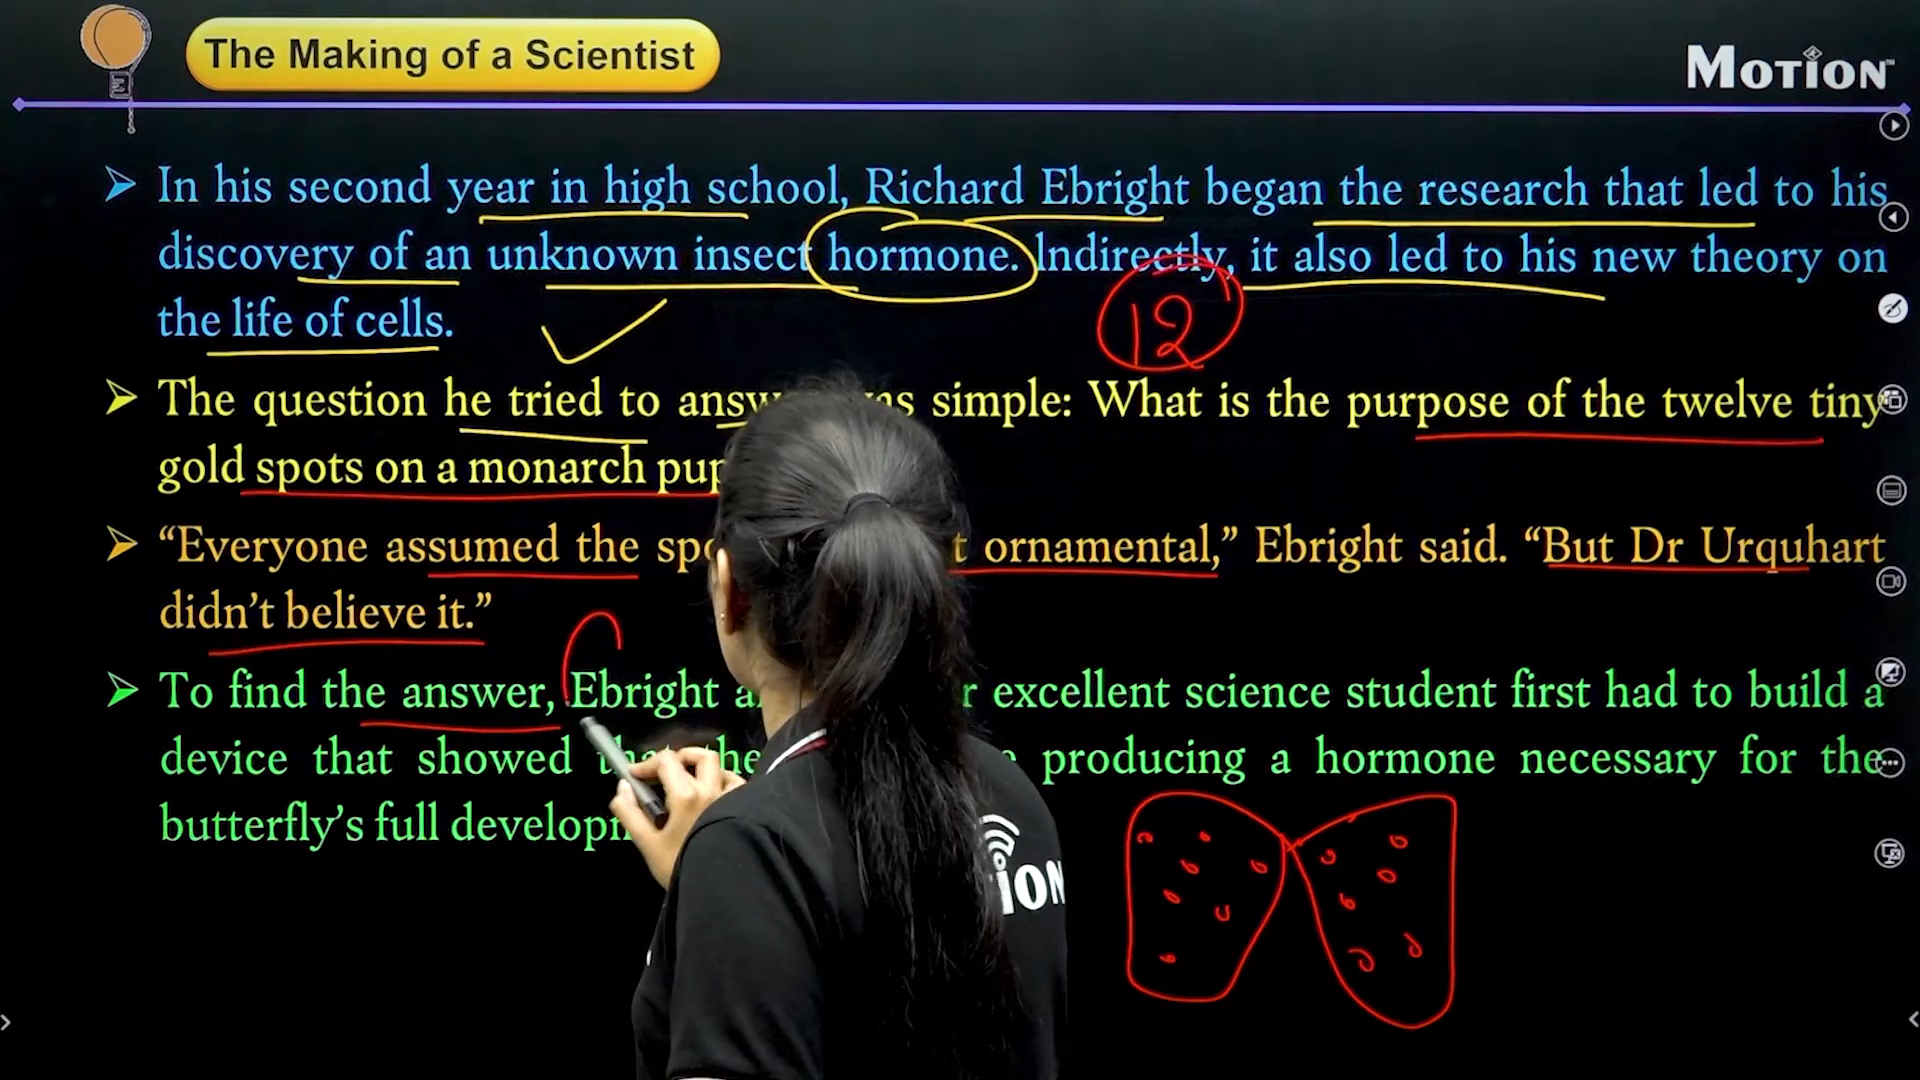 The Making of a Scientist
MOTION
➤ In his second year in high school, Richard Ebright began the research that led to his
discovery of an unknown insect hormone. Indirectly, it also led to his new theory on
the life of cells.
12
➤ The question he tried to answ as simple: What is the purpose of the twelve tiny
gold spots on a monarch pup
➤ “Everyone assumed the spo t ornamental,” Ebright said. “But Dr Urquhart
didn’t believe it.”
➤ To find the answer, Ebright a r excellent science student first had to build a
device that showed that the producing a hormone necessary for the
butterfly’s full develop
ION